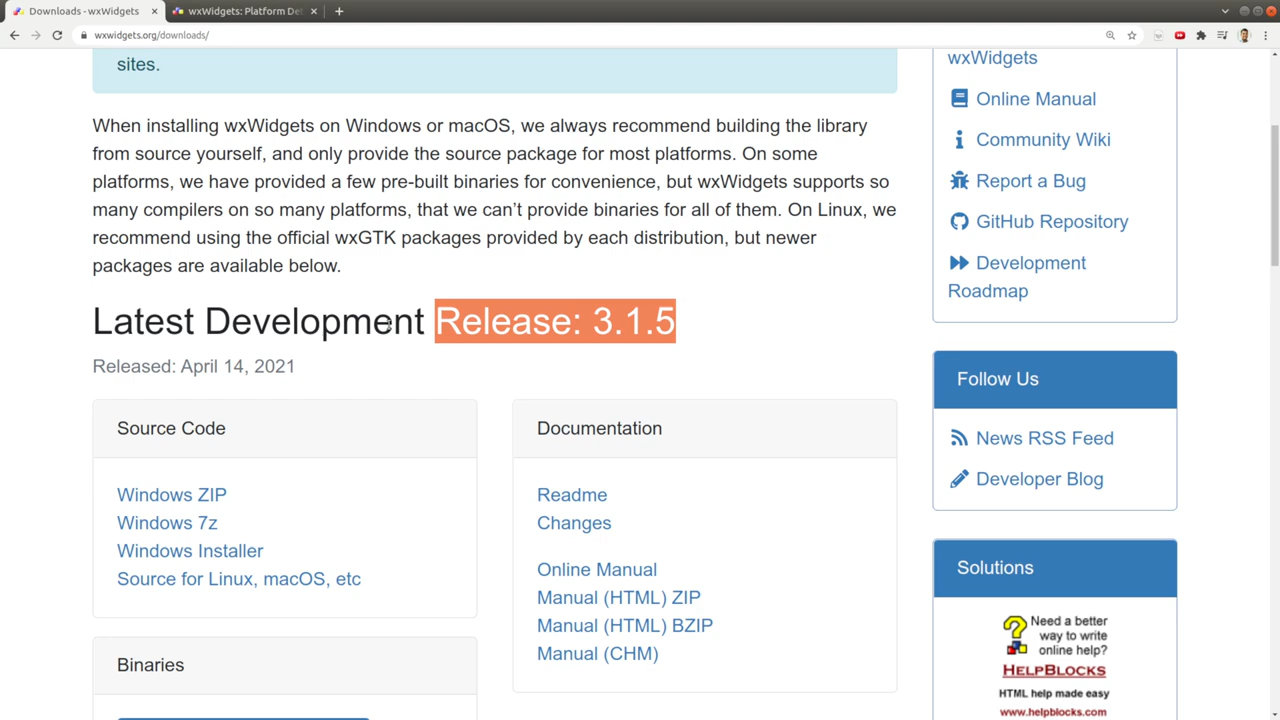 Downloads - wxWidgets
wxWidgets: Platform Det
wxwidgets.org/downloads/
sites.
When installing wxWidgets on Windows or macOS, we always recommend building the library
from source yourself, and only provide the source package for most platforms. On some
platforms, we have provided a few pre-built binaries for convenience, but wxWidgets supports so
many compilers on so many platforms, that we can’t provide binaries for all of them. On Linux, we
recommend using the official wxGTK packages provided by each distribution, but newer
packages are available below.
Latest Development Release: 3.1.5
Released: April 14, 2021
Source Code
Windows ZIP
Windows 7z
Windows Installer
Source for Linux, macOS, etc
Binaries
Documentation
Readme
Changes
Online Manual
Manual (HTML) ZIP
Manual (HTML) BZIP
Manual (CHM)
wxWidgets
Online Manual
Community Wiki
Report a Bug
GitHub Repository
Development
Roadmap
Follow Us
News RSS Feed
Developer Blog
Solutions
Need a better
way to write
online help?
HELPBLOCKS
HTML help made easy
www.helpblocks.com